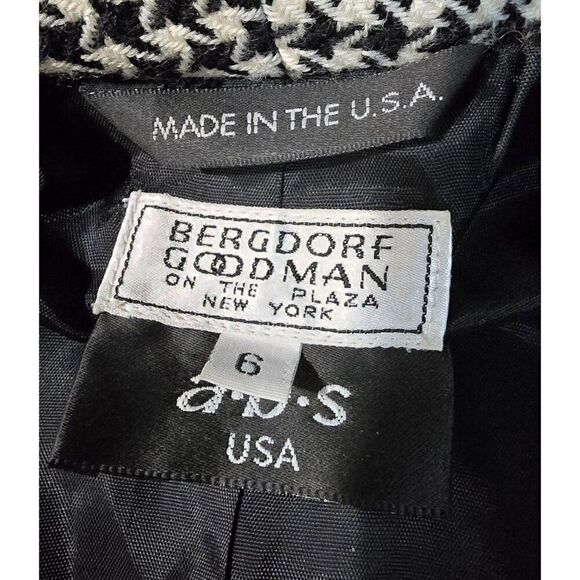 MADE IN THE U.S.A.
BERGDORF
GOODMAN
ON THE PLAZA
NEW YORK
6
a·b·s
USA